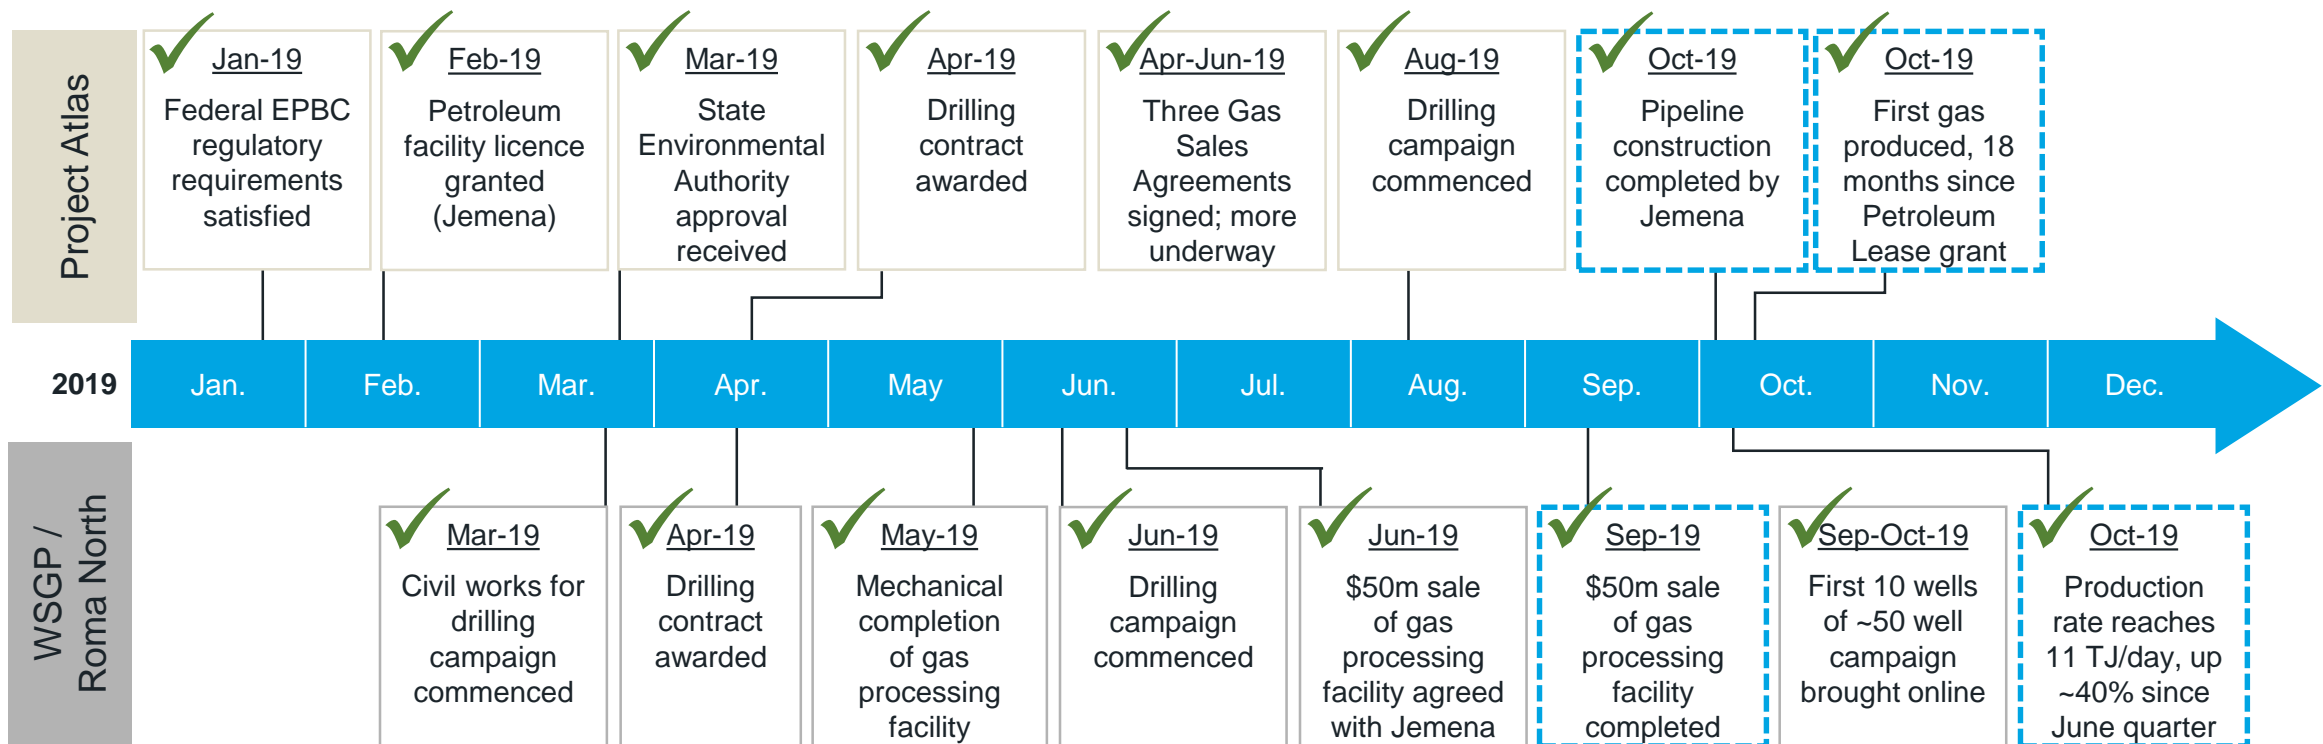 Project Atlas
Jan-19
Federal EPBC
regulatory
requirements
satisfied
Feb-19
Petroleum
facility licence
granted
(Jemena)
Mar-19
State
Environmental
Authority
approval
received
Apr-19
Drilling
contract
awarded
Apr-Jun-19
Three Gas
Sales
Agreements
signed; more
underway
Aug-19
Drilling
campaign
commenced
Oct-19
Pipeline
construction
completed by
Jemena
Oct-19
First gas
produced, 18
months since
Petroleum
Lease grant
2019
Jan.
Feb.
Mar.
Apr.
May
Jun.
Jul.
Aug.
Sep.
Oct.
Nov.
Dec.
WSGP /
Roma North
Mar-19
Civil works for
drilling
campaign
commenced
Apr-19
Drilling
contract
awarded
May-19
Mechanical
completion
of gas
processing
facility
Jun-19
Drilling
campaign
commenced
Jun-19
$50m sale
of gas
processing
facility agreed
with Jemena
Sep-19
$50m sale
of gas
processing
facility
completed
Sep-Oct-19
First 10 wells
of ~50 well
campaign
brought online
Oct-19
Production
rate reaches
11 TJ/day, up
~40% since
June quarter